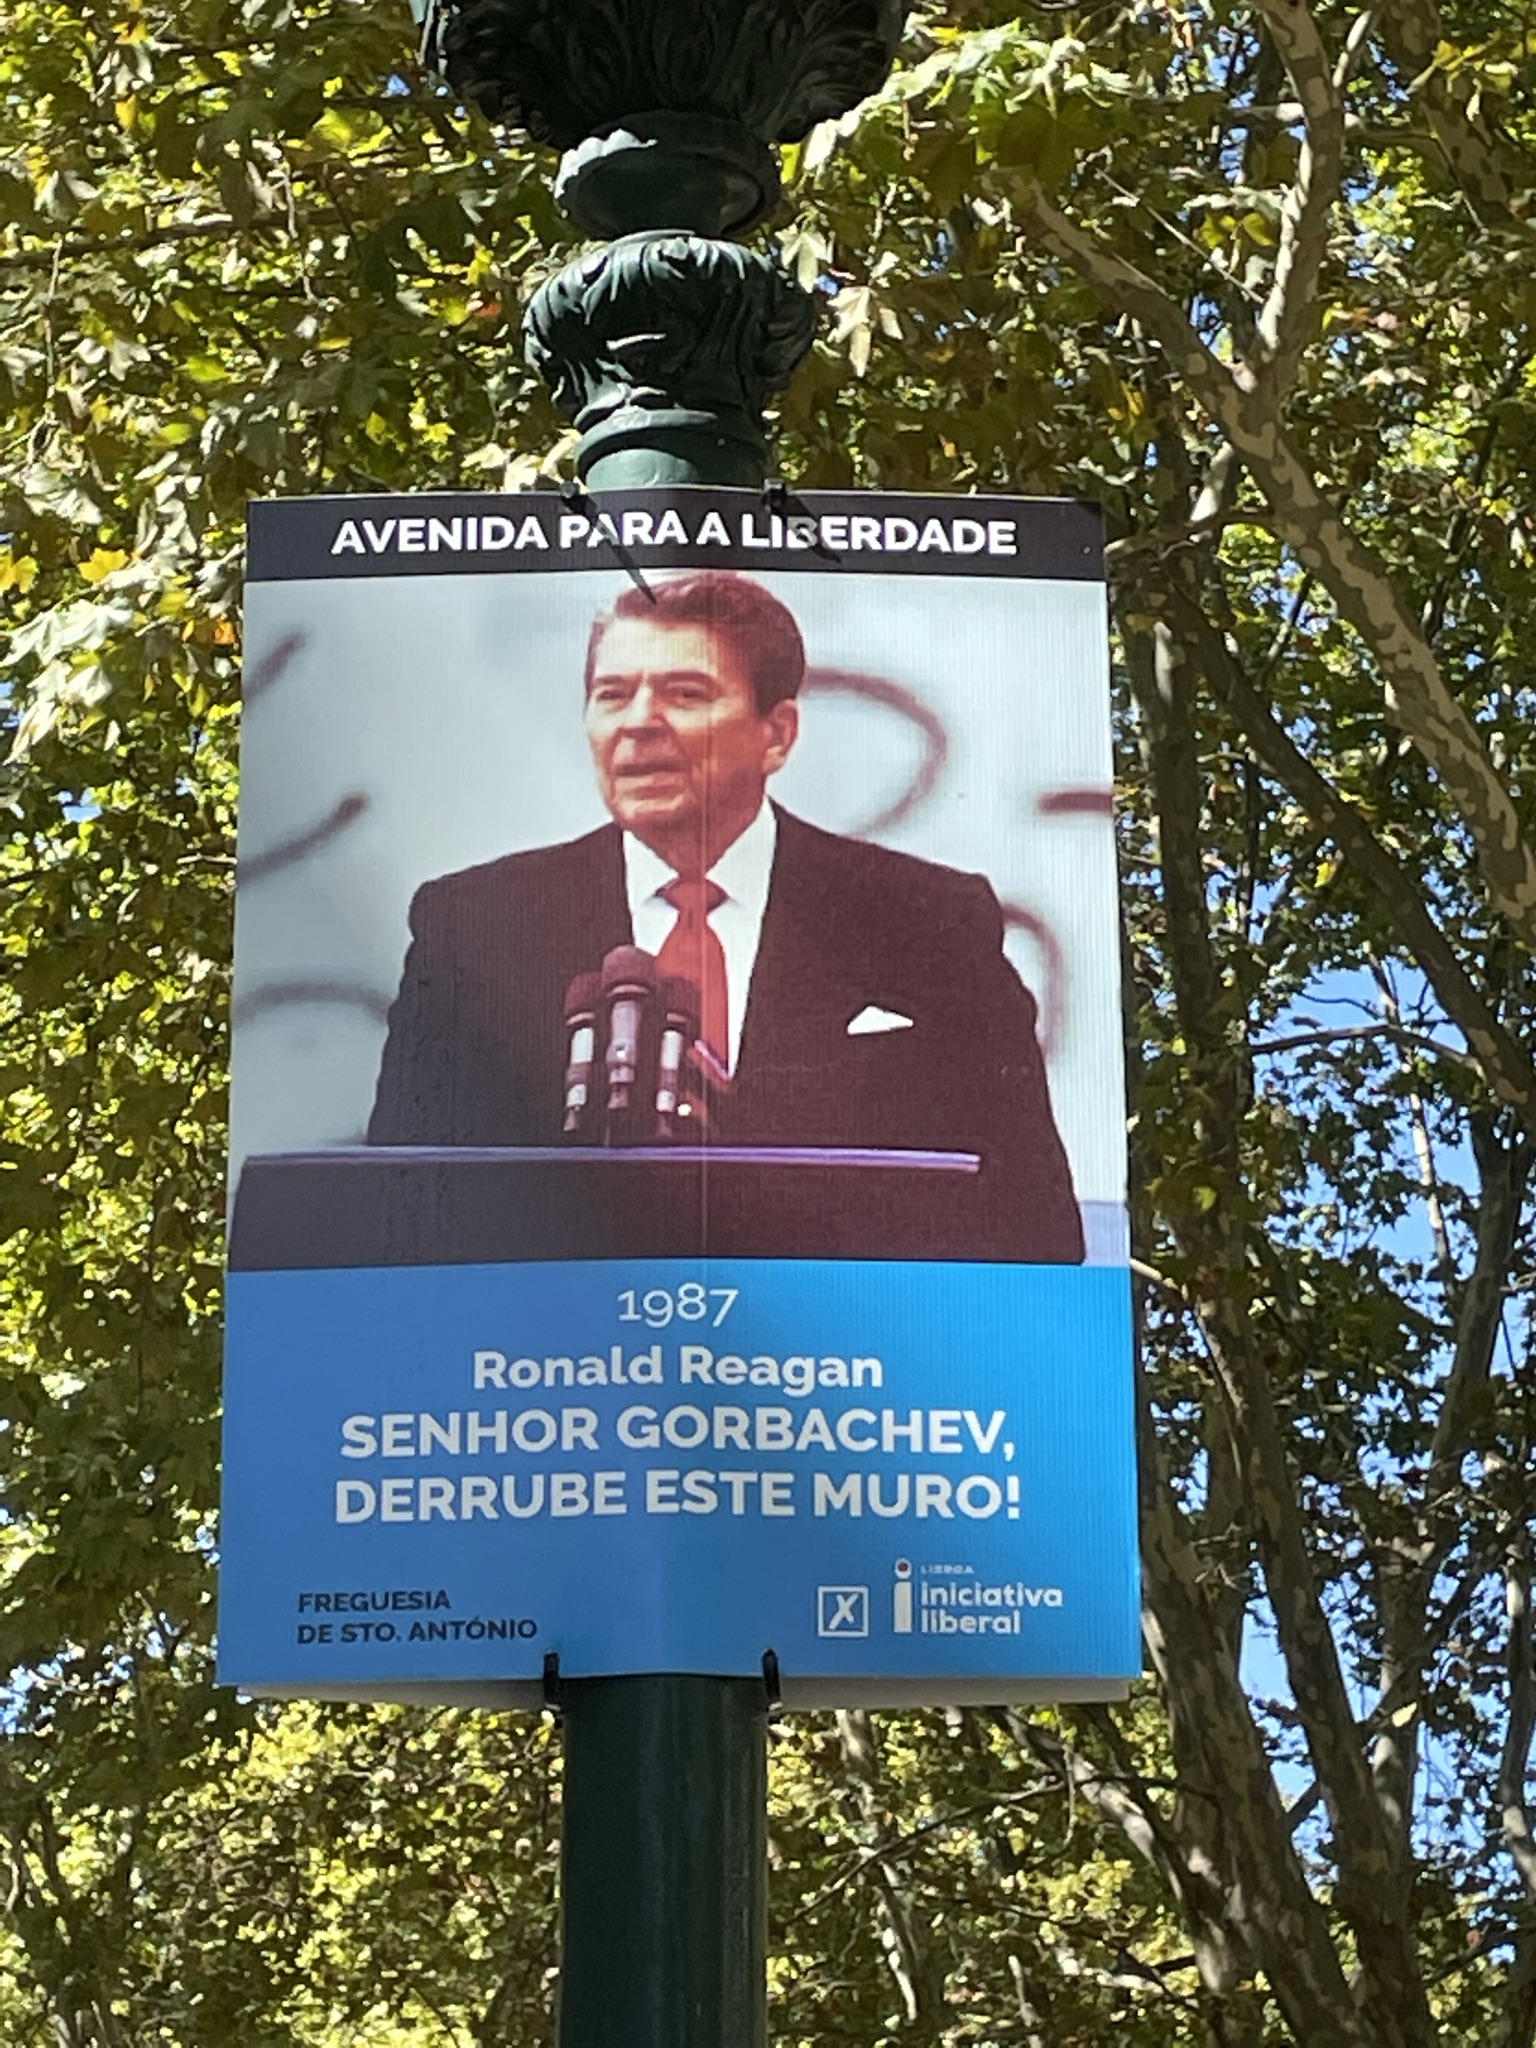 AVENIDA PARA A LIBERDADE
1987
Ronald Reagan
SENHOR GORBACHEV,
DERRUBE ESTE MURO!
FREGUESIA
DE STO. ANTÓNIO
X
LISBOA
iniciativa
liberal